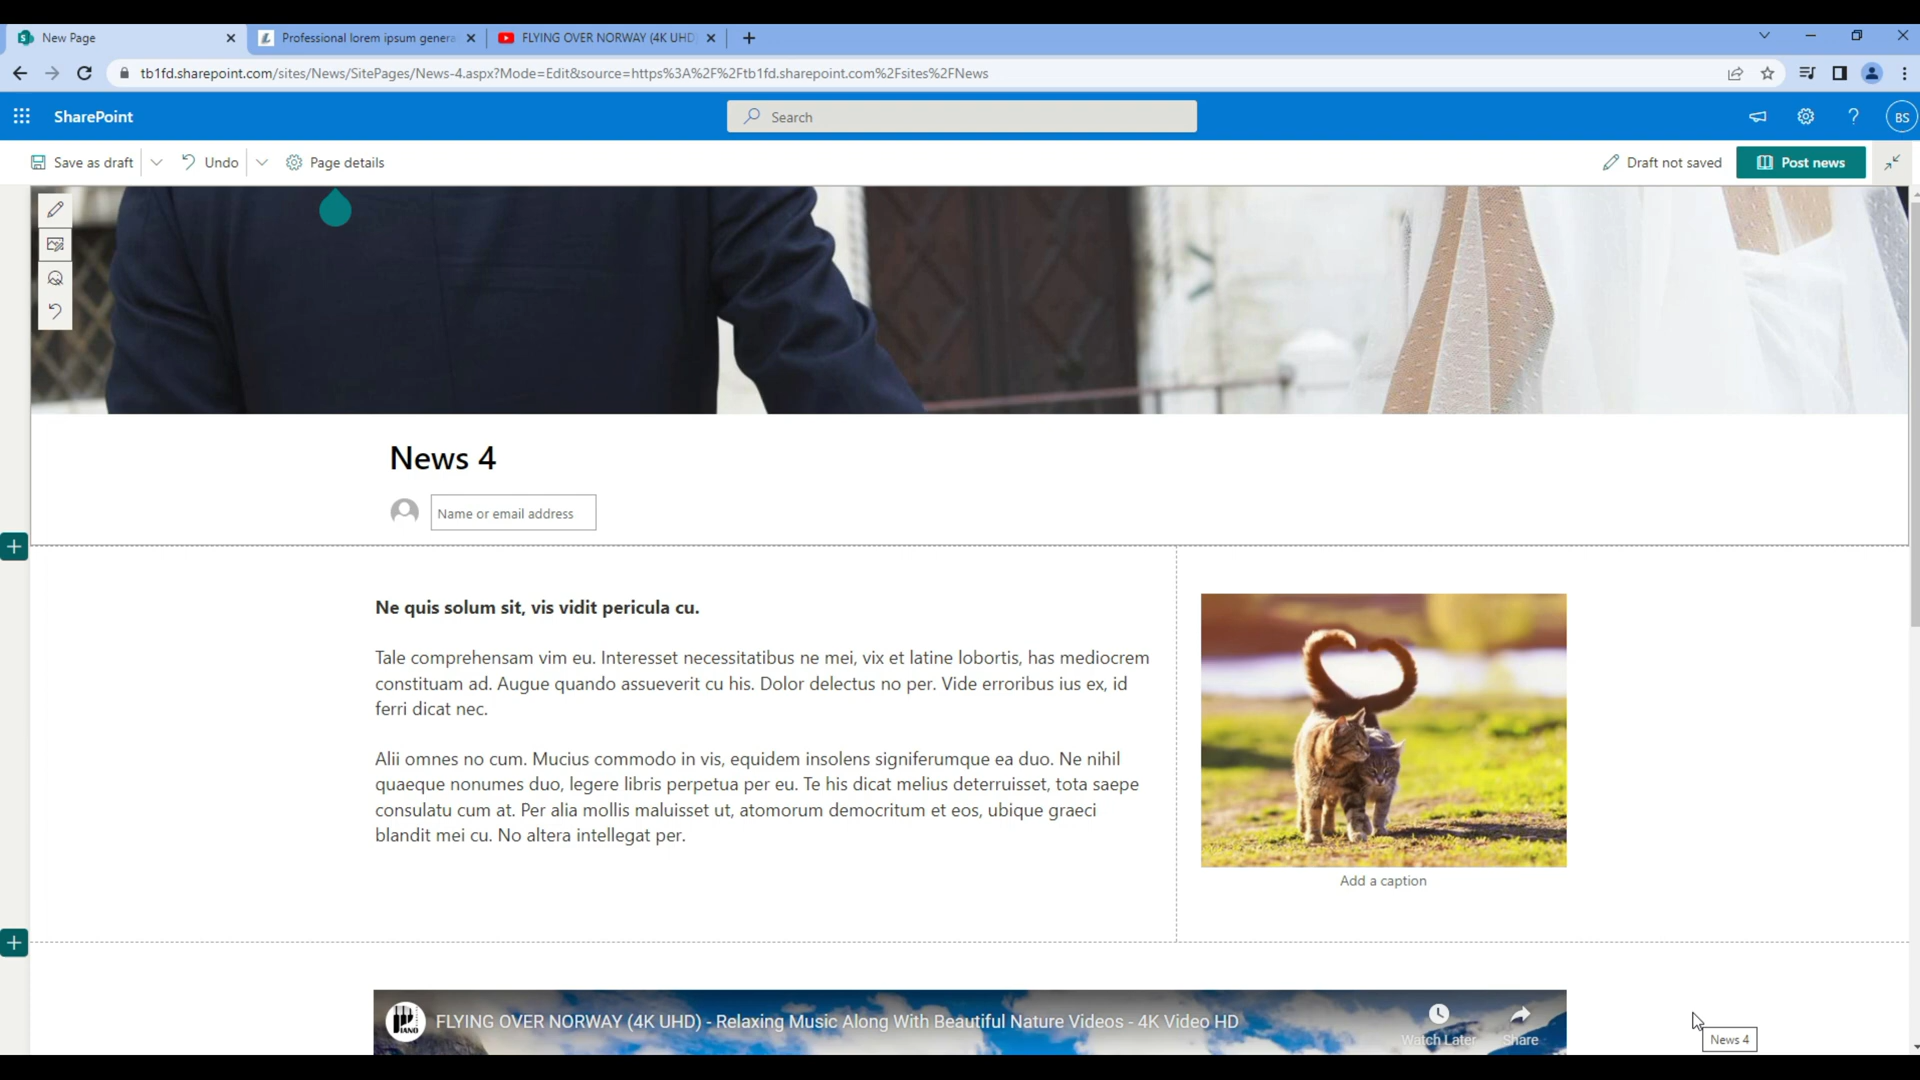 New Page
Professional lorem ipsum genera
FLYING OVER NORWAY (4K UHD
tb1fd.sharepoint.com/sites/News/SitePages/News-4.aspx?Mode=Edit&source=https%3A%2F%2Ftb1fd.sharepoint.com%2Fsites%2FNews
SharePoint
Search
BS
Save as draft
Undo
Page details
Draft not saved
Post news
News 4
Name or email address
Ne quis solum sit, vis vidit pericula cu.
Tale comprehensam vim eu. Interesset necessitatibus ne mei, vix et latine lobortis, has mediocrem
constituam ad. Augue quando assueverit cu his. Dolor delectus no per. Vide erroribus ius ex, id
ferri dicat nec.
Alii omnes no cum. Mucius commodo in vis, equidem insolens signiferumque ea duo. Ne nihil
quaeque nonumes duo, legere libris perpetua per eu. Te his dicat melius deterruisset, tota saepe
consulatu cum at. Per alia mollis maluisset ut, atomorum democritum et eos, ubique graeci
blandit mei cu. No altera intellegat per.
Add a caption
PIANO
FLYING OVER NORWAY (4K UHD) - Relaxing Music Along With Beautiful Nature Videos - 4K Video HD
Watch Later
Share
News 4